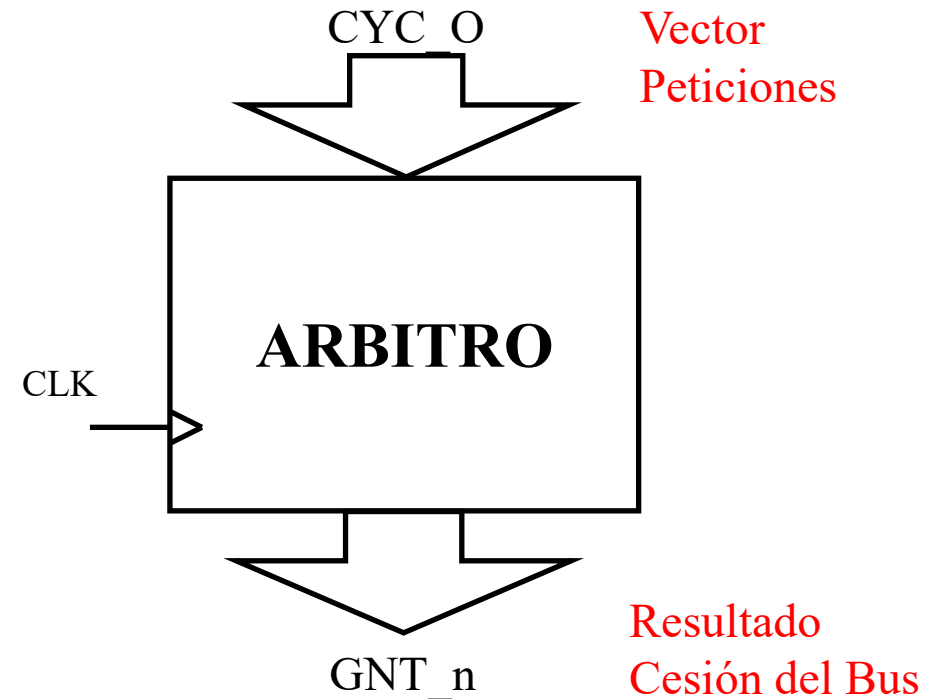 CYC_O
Vector
Peticiones
ARBITRO
CLK
Resultado
GNT_n
Cesión del Bus